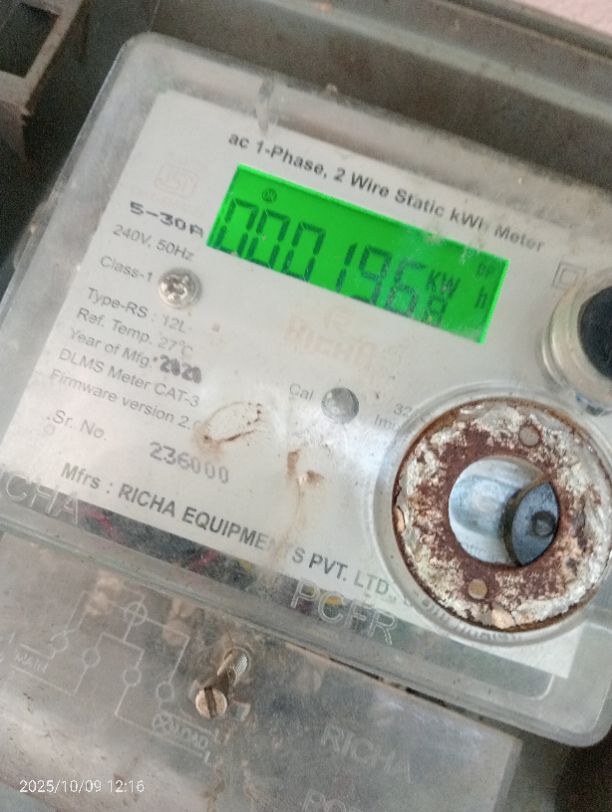 ac 1-Phase, 2 Wire Static kWh Meter
5-30A
240V, 50Hz
Class-1
Type-RS : 12L
Ref. Temp. 27°C
Year of Mfg. 2020
DLMS Meter CAT-3
Firmware version 2.
Sr. No. 236000
000196 kW h
RICHA
Cal
Mfrs : RICHA EQUIPMENTS PVT. LTD.
PCFR
MAIN
LOAD
RICHA
2025/10/09 12:16